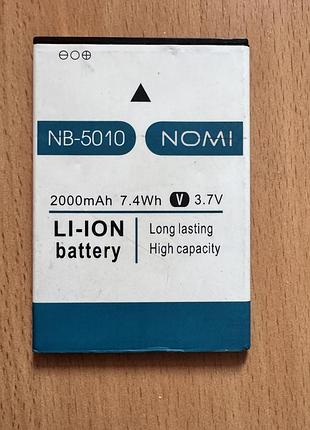 ⊖○⊕
NB-5010 NOMI
2000mAh 7.4Wh V 3.7V
LI-ION
battery
Long lasting
High capacity